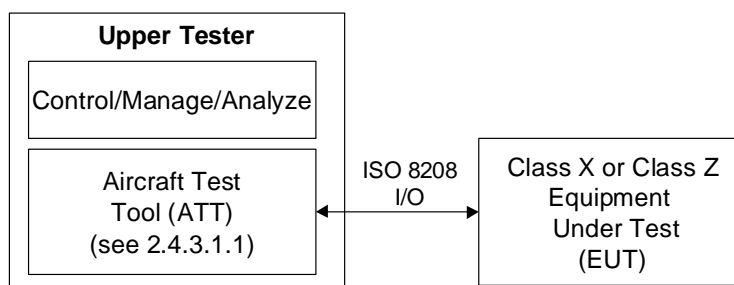 Upper Tester
Control/Manage/Analyze
Aircraft Test
Tool (ATT)
(see 2.4.3.1.1)
ISO 8208
I/O
Class X or Class Z
Equipment
Under Test
(EUT)